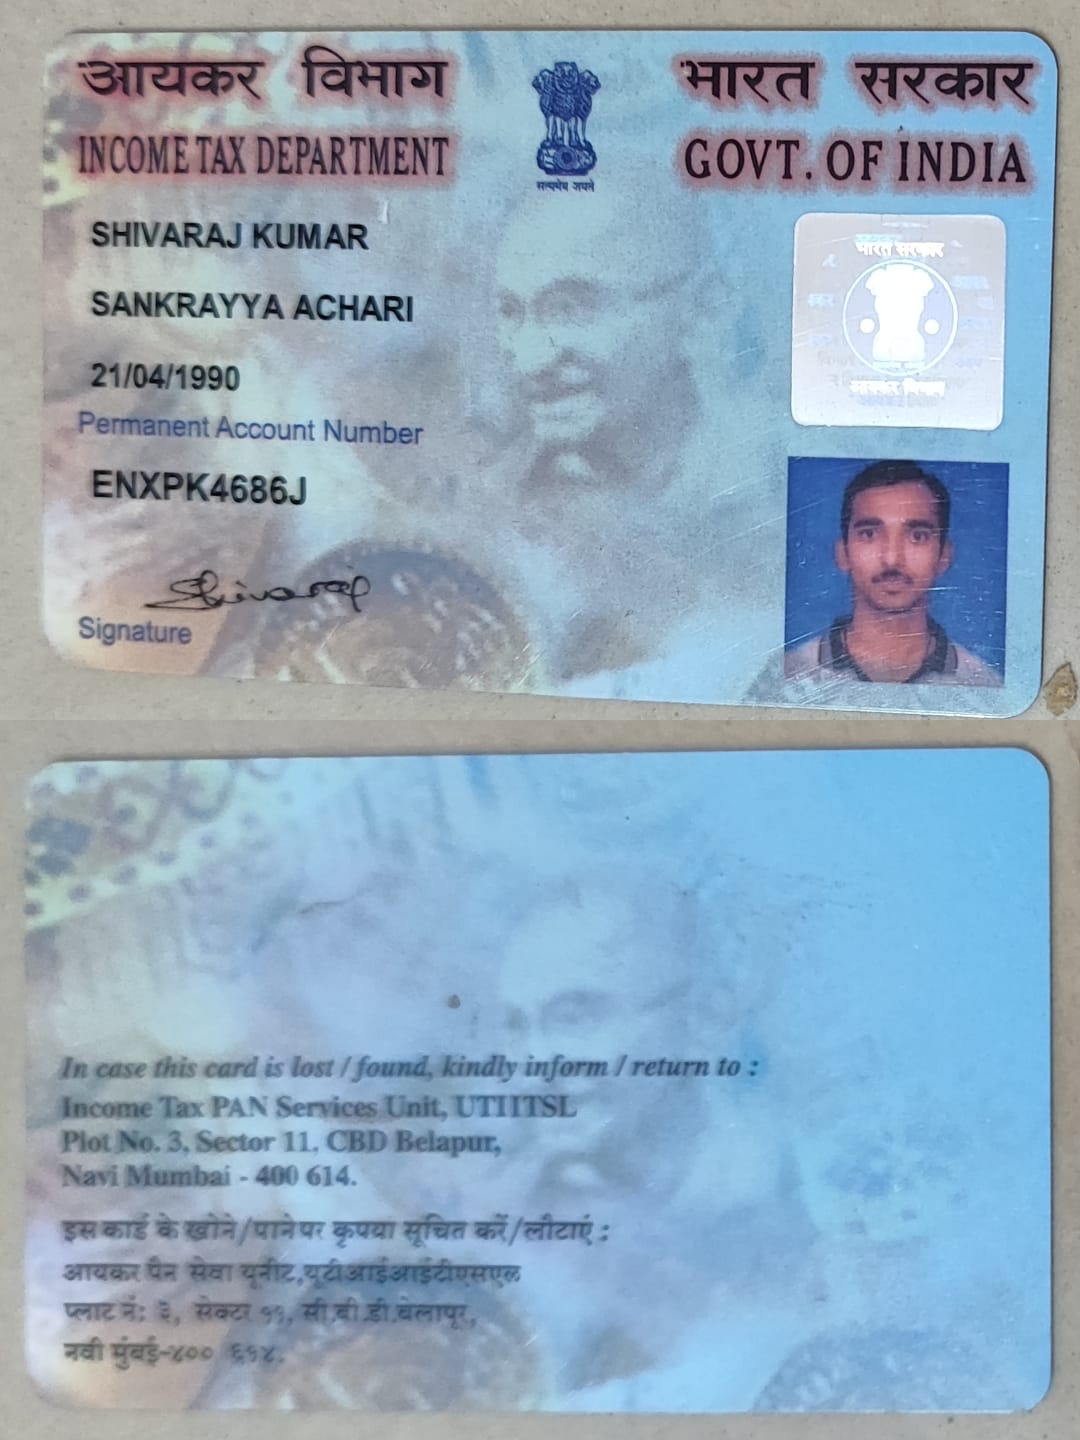 आयकर विभाग
INCOME TAX DEPARTMENT
सत्यमेव जयते
भारत सरकार
GOVT. OF INDIA
SHIVARAJ KUMAR
SANKRAYYA ACHARI
21/04/1990
Permanent Account Number
ENXPK4686J
Shivaraj
Signature
भारत सरकार
आयकर विभाग
In case this card is lost / found, kindly inform / return to :
Income Tax PAN Services Unit, UTIITSL
Plot No. 3, Sector 11, CBD Belapur,
Navi Mumbai - 400 614.
इस कार्ड के खोने/पाने पर कृपया सूचित करें/लौटाएं :
आयकर पैन सेवा यूनीट,यूटीआईआईटीएसएल
प्लाट नं: ३, सेक्टर ११, सी.बी.डी.बेलापूर,
नवी मुंबई-४०० ६१४.